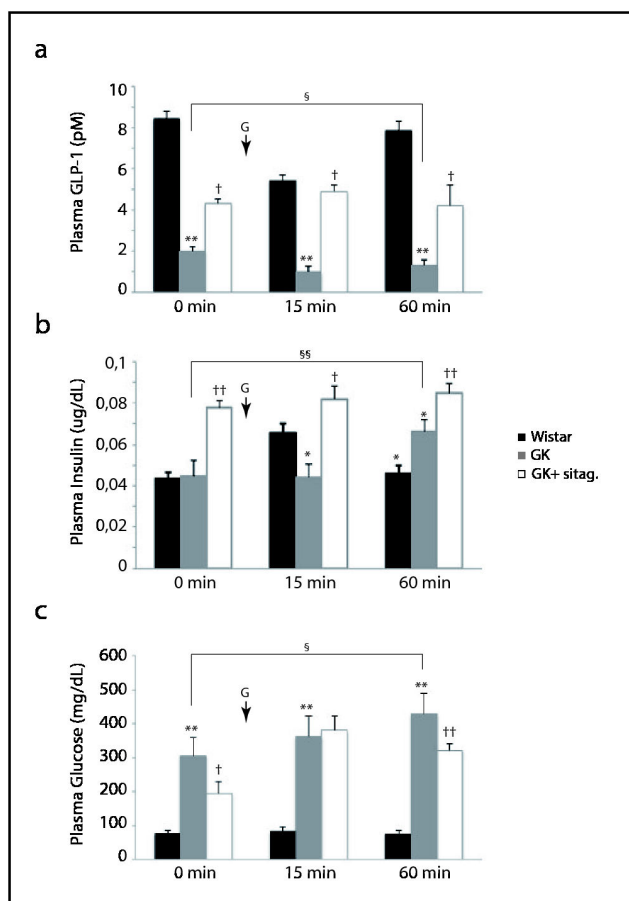 a
Plasma GLP-1 (pM)
10
8
6
4
2
0
§
G
**
†
**
†
**
†
0 min 15 min 60 min
b
Plasma Insulin (ug/dL)
0,1
0,08
0,06
0,04
0,02
0
§§
G
††
*
†
*
*
††
0 min 15 min 60 min
Wistar
GK
GK+ sitag.
c
Plasma Glucose (mg/dL)
600
500
400
300
200
100
0
§
G
**
†
**
**
††
0 min 15 min 60 min